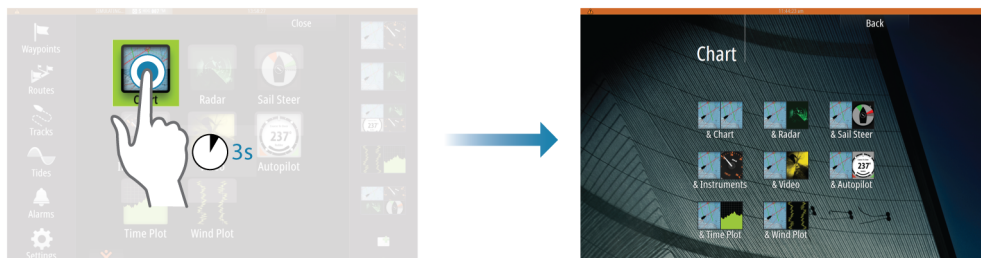 Close
Waypoints
Routes
Tracks
Tides
Alarms
Settings
Chart
Radar
Sail Steer
237°
Autopilot
Time Plot
Wind Plot
3s
237°
Back
Chart
& Chart
& Radar
& Sail Steer
& Instruments
& Video
& Autopilot
237°
& Time Plot
& Wind Plot